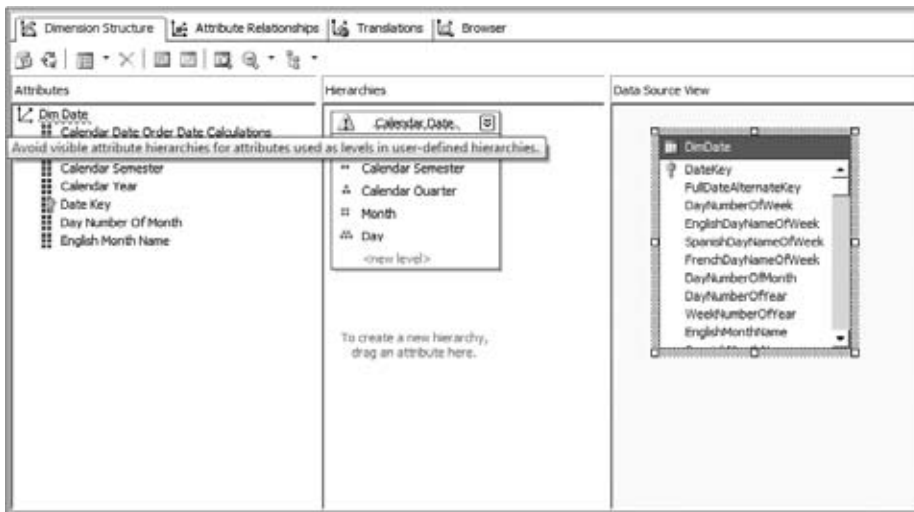 Dimension Structure Attribute Relationships Translations Browser
Attributes
Hierarchies
Data Source View
Dim Date
Calendar Date Order Date Calculations
Avoid visible attribute hierarchies for attributes used as levels in user-defined hierarchies.
Calendar Semester
Calendar Year
Date Key
Day Number Of Month
English Month Name
Calendar Date
Calendar Semester
Calendar Quarter
Month
Day
<new level>
To create a new hierarchy,
drag an attribute here.
DimDate
DateKey
FullDateAlternateKey
DayNumberOfWeek
EnglishDayNameOfWeek
SpanishDayNameOfWeek
FrenchDayNameOfWeek
DayNumberOfMonth
DayNumberOfYear
WeekNumberOfYear
EnglishMonthName